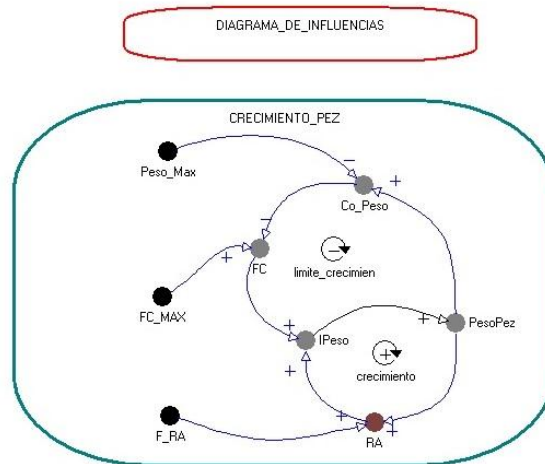 DIAGRAMA_DE_INFLUENCIAS
CRECIMIENTO_PEZ
Peso_Max
−
+
Co_Peso
−
+
FC
−
limite_crecimien
FC_MAX
+
+
PesoPez
IPeso
+
+
crecimiento
F_RA
+
+
RA